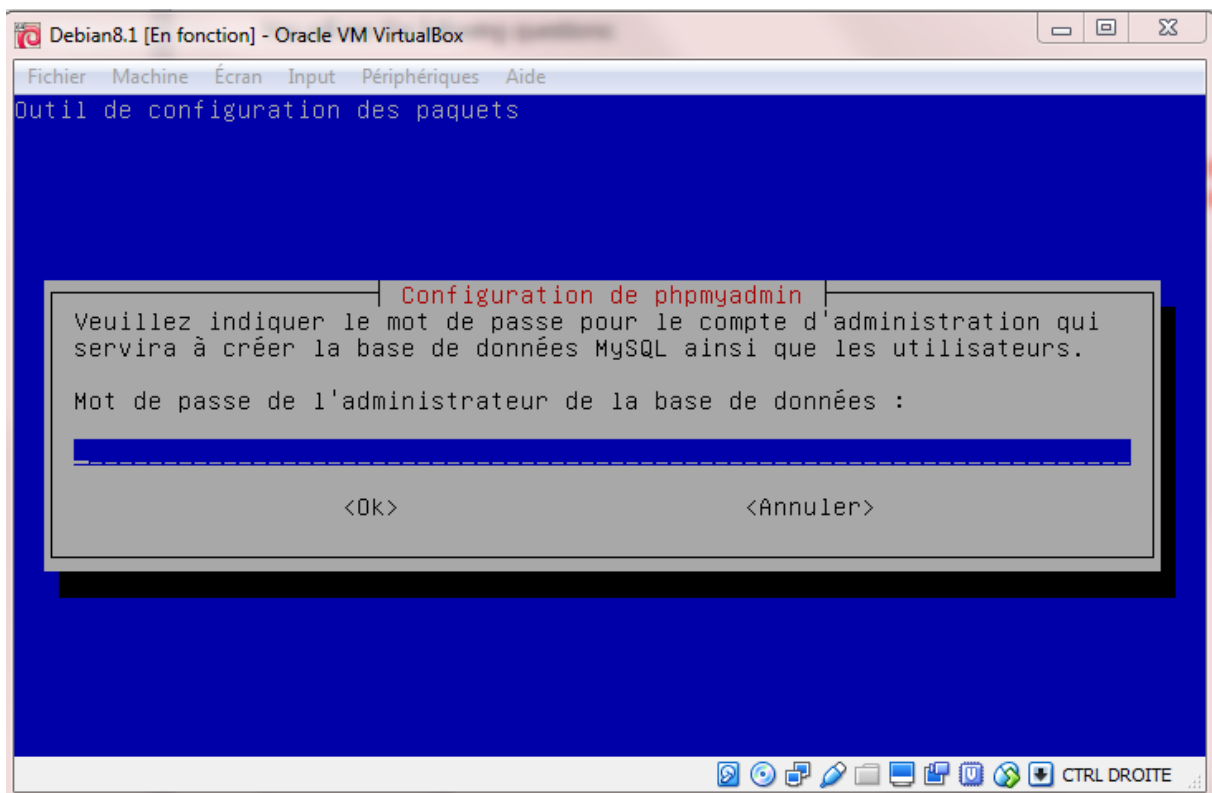 Debian8.1 [En fonction] - Oracle VM VirtualBox
Fichier Machine Écran Input Périphériques Aide
Outil de configuration des paquets
Configuration de phpmyadmin
Veuillez indiquer le mot de passe pour le compte d'administration qui
servira à créer la base de données MySQL ainsi que les utilisateurs.
Mot de passe de l'administrateur de la base de données :
<Ok> <Annuler>
CTRL DROITE